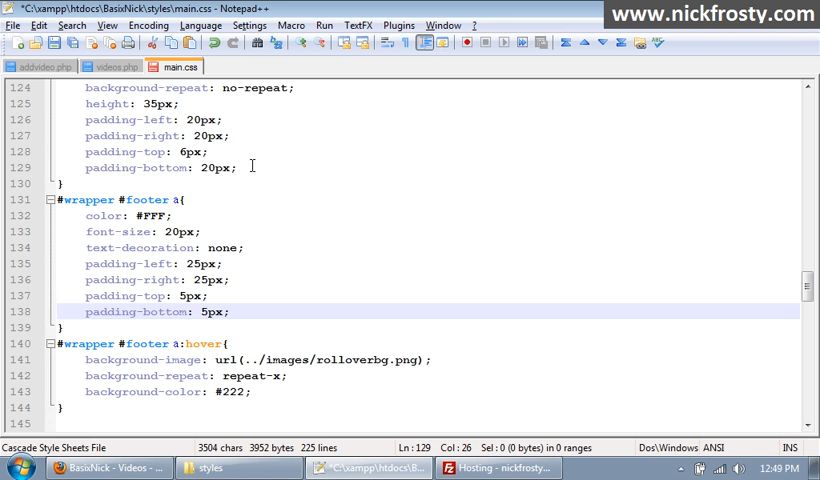 *C:\xampp\htdocs\BasixNick\styles\main.css - Notepad++
www.nickfrosty.com
File Edit Search View Encoding Language Settings Macro Run TextFX Plugins Window ?
addvideo.php videos.php main.css
124 background-repeat: no-repeat;
125 height: 35px;
126 padding-left: 20px;
127 padding-right: 20px;
128 padding-top: 6px;
129 padding-bottom: 20px;
130 }
131 #wrapper #footer a{
132 color: #FFF;
133 font-size: 20px;
134 text-decoration: none;
135 padding-left: 25px;
136 padding-right: 25px;
137 padding-top: 5px;
138 padding-bottom: 5px;
139 }
140 #wrapper #footer a:hover{
141 background-image: url(../images/rolloverbg.png);
142 background-repeat: repeat-x;
143 background-color: #222;
144 }
145
Cascade Style Sheets File 3504 chars 3952 bytes 225 lines Ln : 129 Col : 26 Sel : 0 (0 bytes) in 0 ranges Dos\Windows ANSI INS
BasixNick - Videos - ... styles *C:\xampp\htdocs\B... Hosting - nickfrosty... 12:49 PM